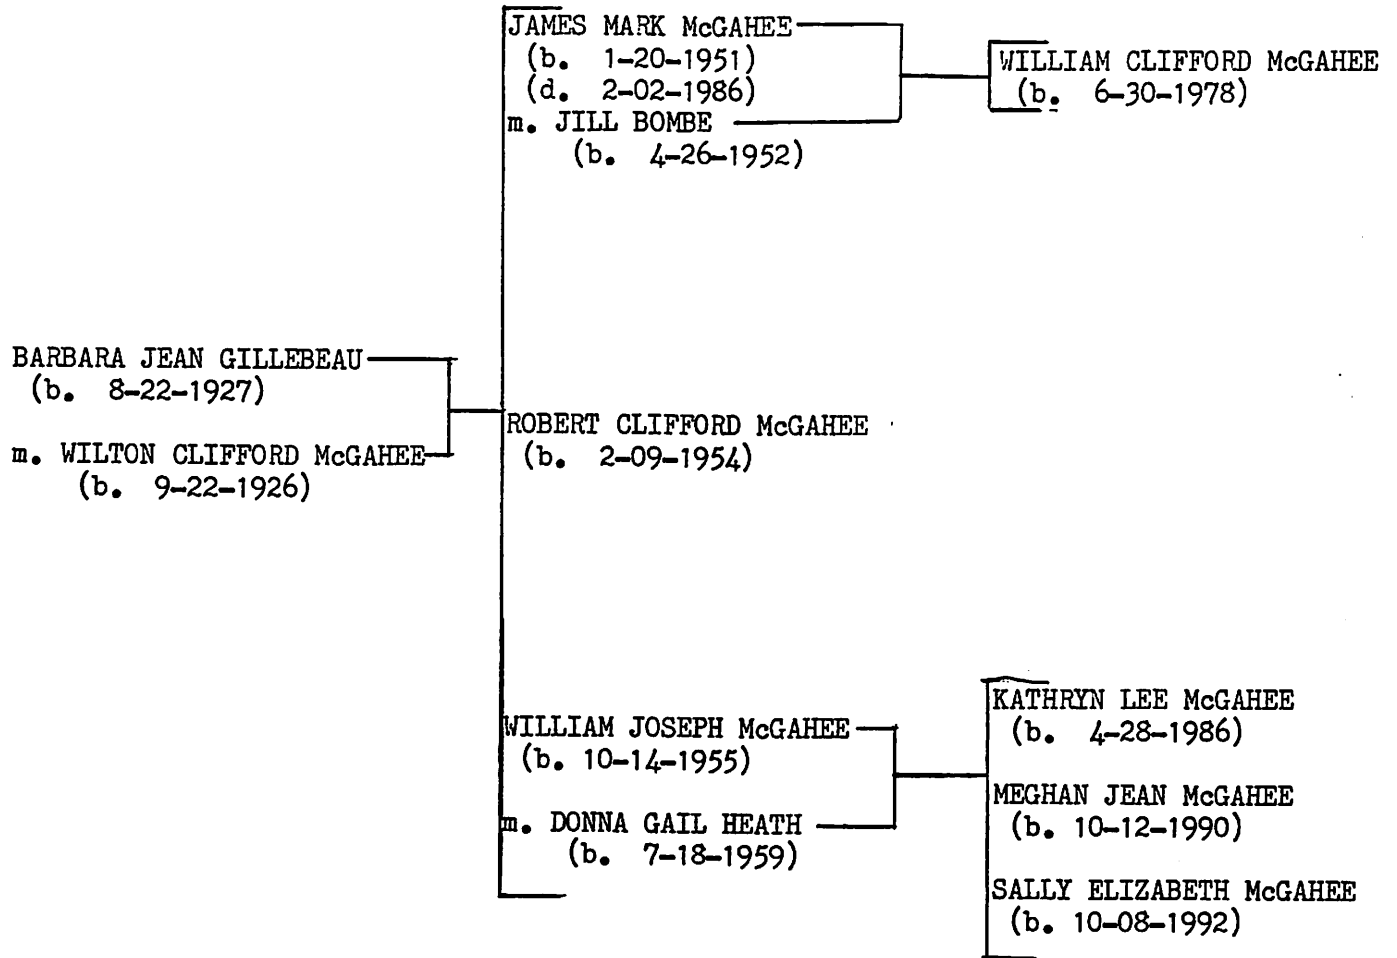 JAMES MARK McGAHEE
(b. 1-20-1951)
(d. 2-02-1986)
m. JILL BOMBE
(b. 4-26-1952)
WILLIAM CLIFFORD McGAHEE
(b. 6-30-1978)
BARBARA JEAN GILLEBEAU
(b. 8-22-1927)
m. WILTON CLIFFORD McGAHEE
(b. 9-22-1926)
ROBERT CLIFFORD McGAHEE
(b. 2-09-1954)
WILLIAM JOSEPH McGAHEE
(b. 10-14-1955)
m. DONNA GAIL HEATH
(b. 7-18-1959)
KATHRYN LEE McGAHEE
(b. 4-28-1986)
MEGHAN JEAN McGAHEE
(b. 10-12-1990)
SALLY ELIZABETH McGAHEE
(b. 10-08-1992)